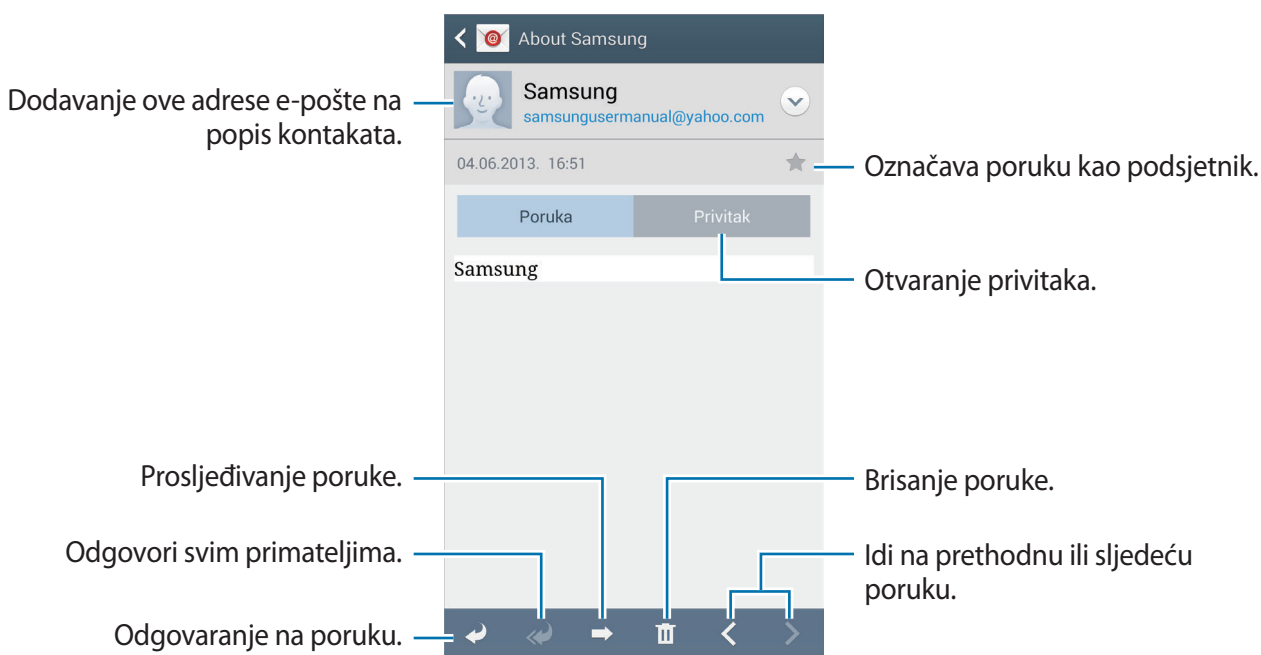 About Samsung
Dodavanje ove adrese e-pošte na
popis kontakata.
Samsung
samsungusermanual@yahoo.com
04.06.2013. 16:51
Označava poruku kao podsjetnik.
Poruka
Privitak
Samsung
Otvaranje privitaka.
Prosljeđivanje poruke.
Brisanje poruke.
Odgovori svim primateljima.
Idi na prethodnu ili sljedeću
poruku.
Odgovaranje na poruku.